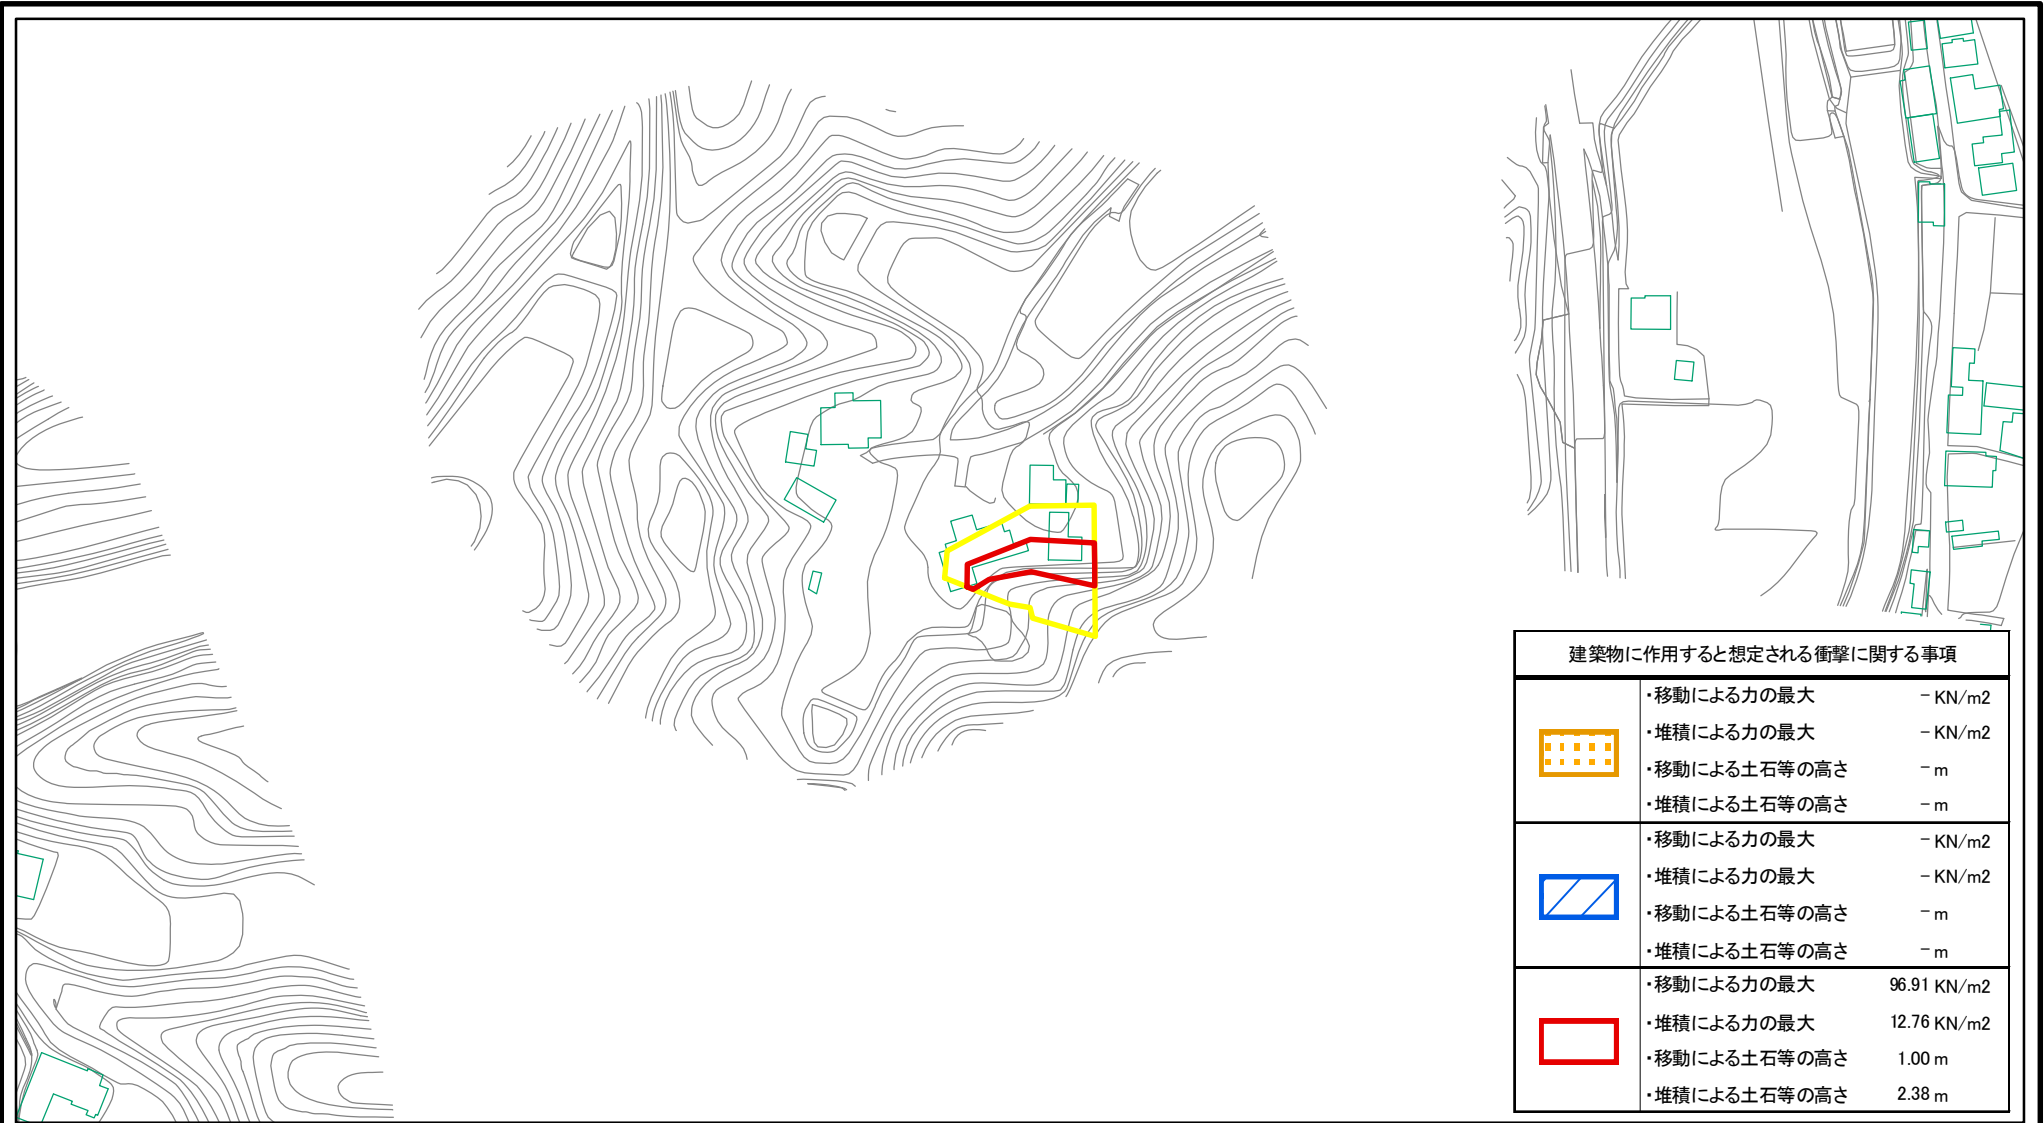 建築物に作用すると想定される衝撃に関する事項
・移動による力の最大 - KN/m2
・堆積による力の最大 - KN/m2
・移動による土石等の高さ - m
・堆積による土石等の高さ - m
・移動による力の最大 - KN/m2
・堆積による力の最大 - KN/m2
・移動による土石等の高さ - m
・堆積による土石等の高さ - m
・移動による力の最大 96.91 KN/m2
・堆積による力の最大 12.76 KN/m2
・移動による土石等の高さ 1.00 m
・堆積による土石等の高さ 2.38 m